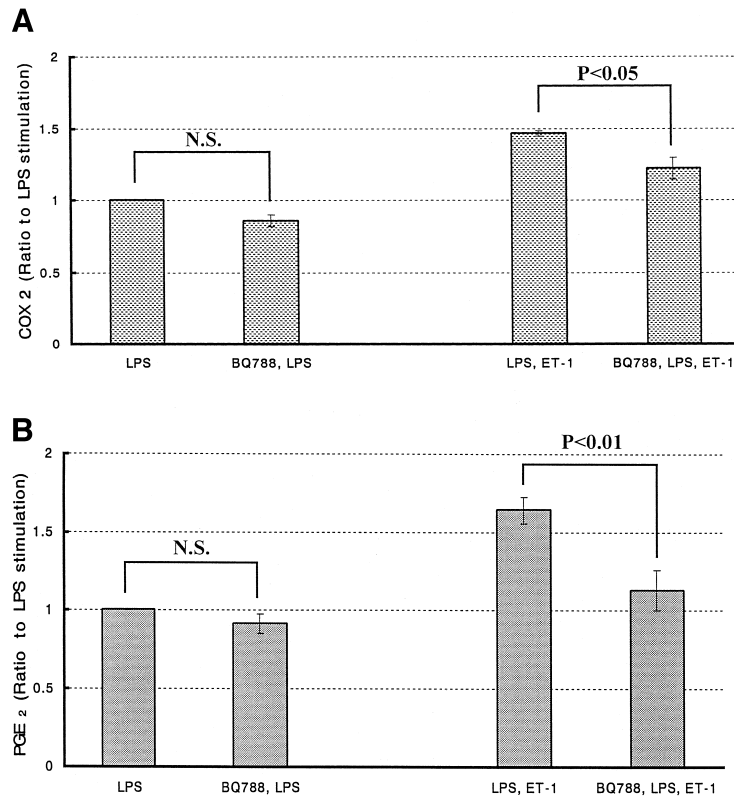 A
COX 2 (Ratio to LPS stimulation)
2
1.5
1
0.5
0
N.S.
P<0.05
LPS
BQ788, LPS
LPS, ET-1
BQ788, LPS, ET-1
B
PGE 2 (Ratio to LPS stimulation)
2
1.5
1
0.5
0
N.S.
P<0.01
LPS
BQ788, LPS
LPS, ET-1
BQ788, LPS, ET-1